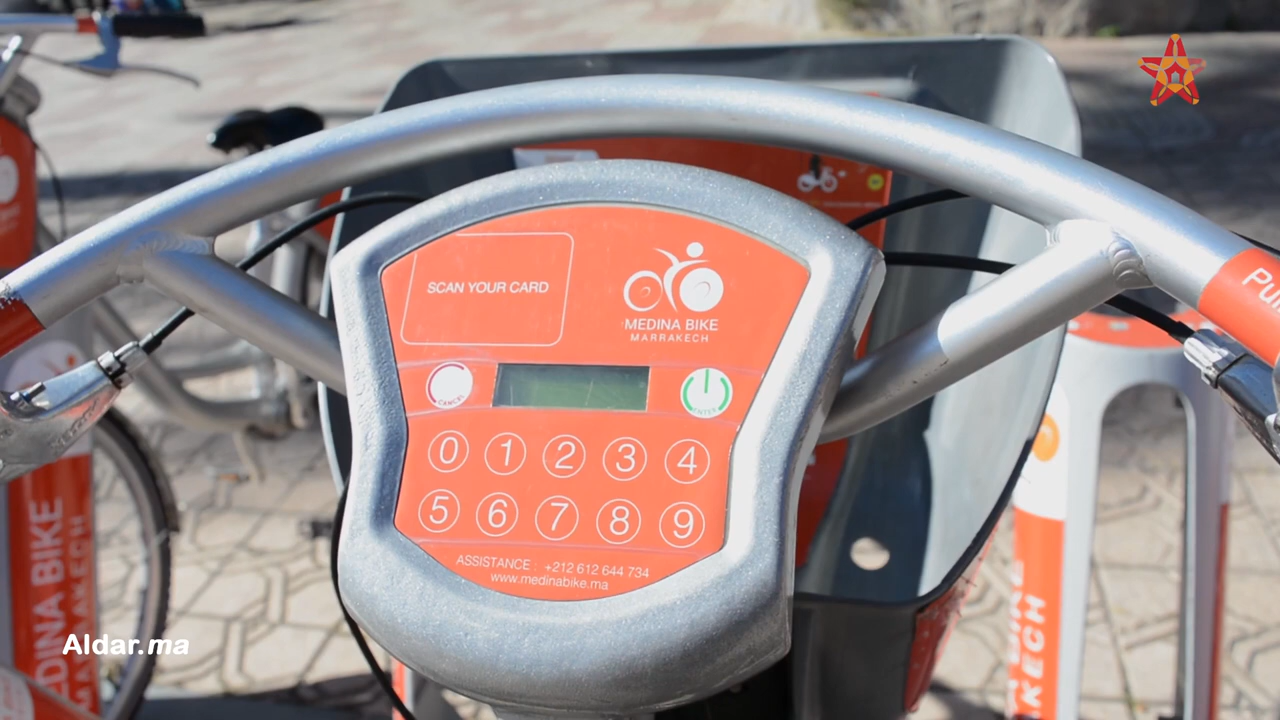 SCAN YOUR CARD
MEDINA BIKE
MARRAKECH
CANCEL
ENTER
0 1 2 3 4
5 6 7 8 9
ASSISTANCE : +212 612 644 734
www.medinabike.ma
EDINA BIKE
Aldar.ma